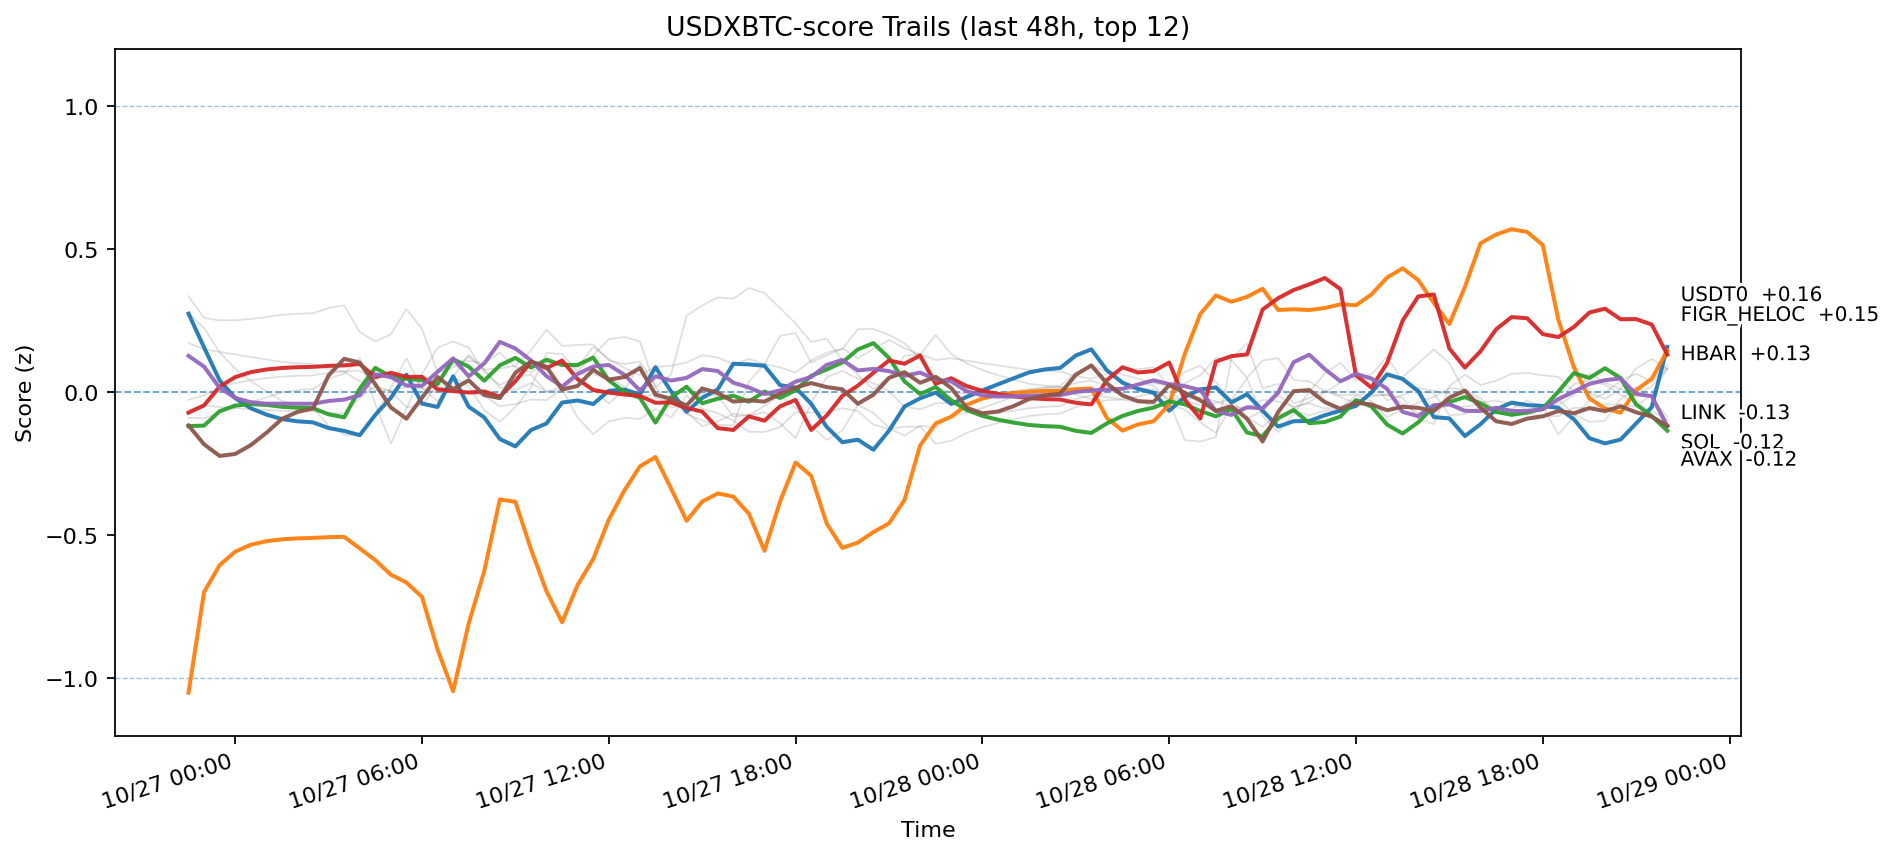 USDXBTC-score Trails (last 48h, top 12)
Score (z)
1.0
0.5
0.0
−0.5
−1.0
USDT0 +0.16
FIGR_HELOC +0.15
HBAR +0.13
LINK -0.13
SOL -0.12
AVAX -0.12
10/27 00:00
10/27 06:00
10/27 12:00
10/27 18:00
10/28 00:00
10/28 06:00
10/28 12:00
10/28 18:00
10/29 00:00
Time